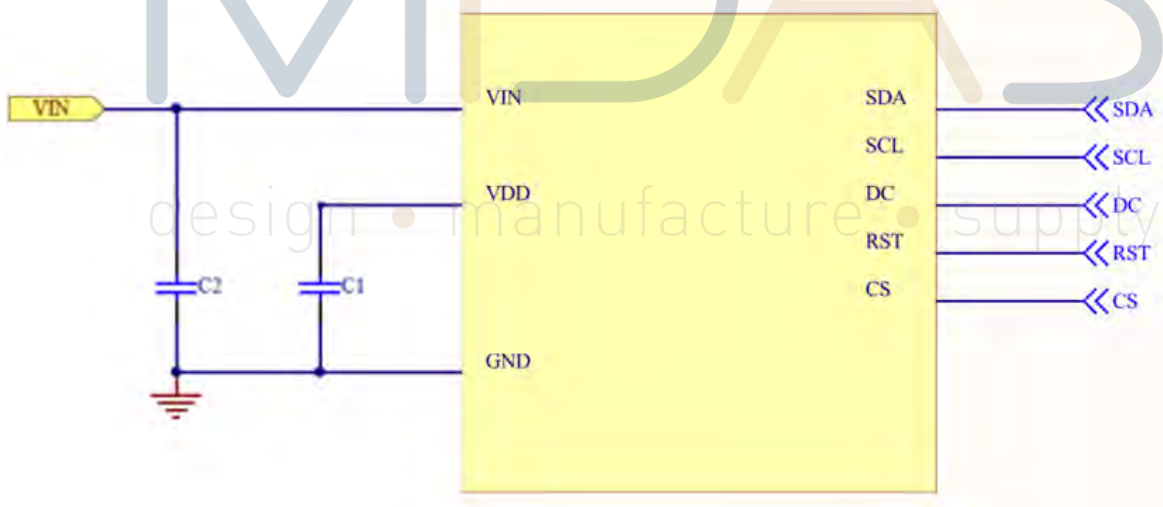 MDAS
VIN
VIN
SDA
SDA
SCL
SCL
VDD
DC
DC
design • manufacture • supply
RST
RST
C2
C1
CS
CS
GND